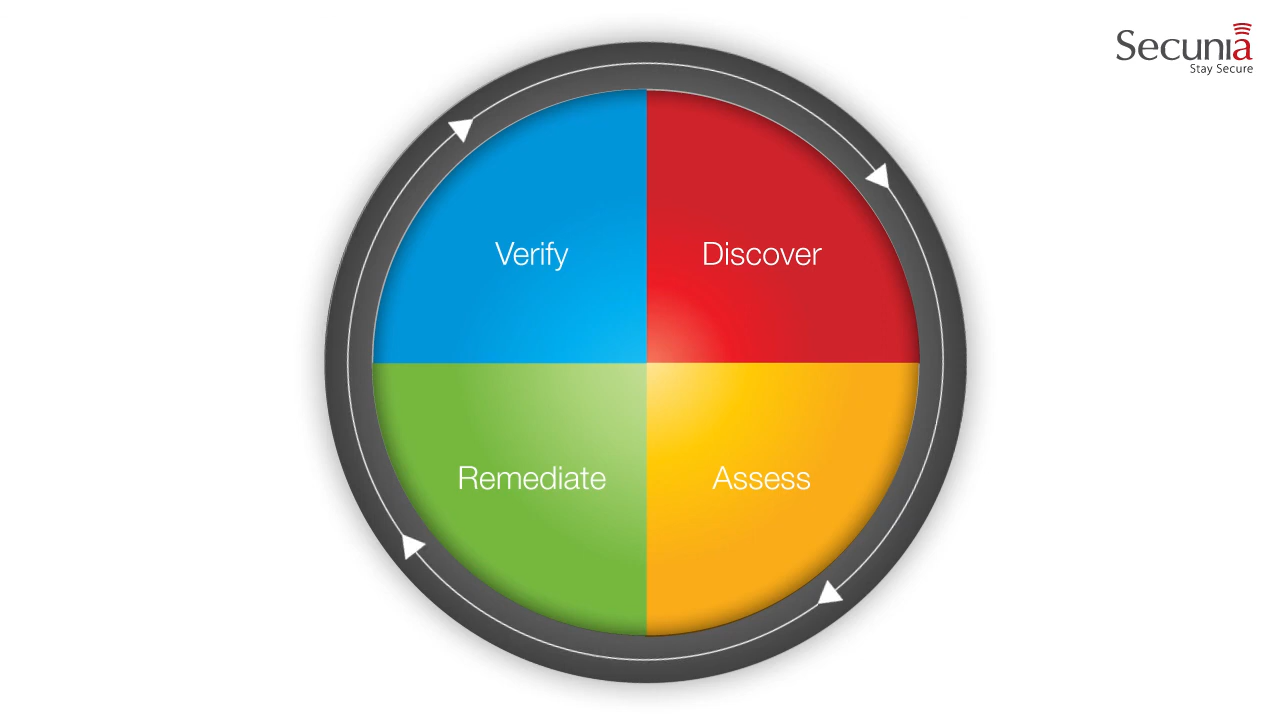 Secunia
Stay Secure
Verify
Discover
Remediate
Assess